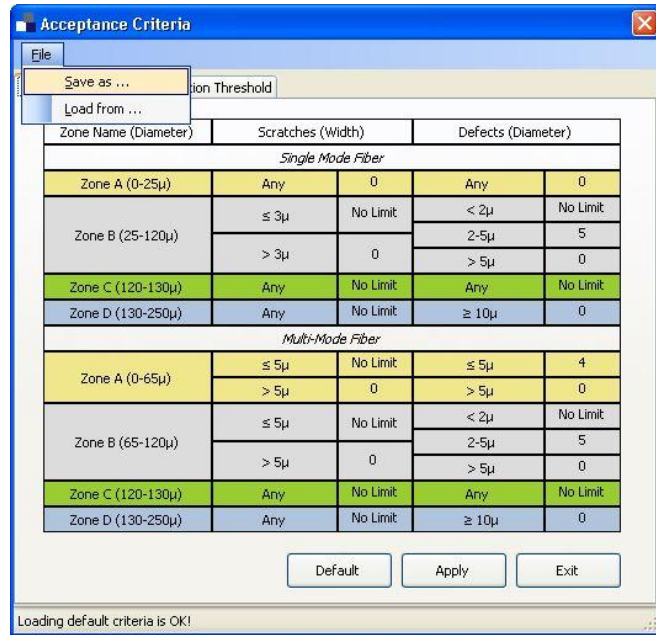 Acceptance Criteria
File
Save as ...
Load from ...
Threshold
Zone Name (Diameter) Scratches (Width) Defects (Diameter)
Single Mode Fiber
Zone A (0-25μ) Any 0 Any 0
Zone B (25-120μ) ≤ 3μ No Limit < 2μ No Limit
2-5μ 5
> 3μ 0 > 5μ 0
Zone C (120-130μ) Any No Limit Any No Limit
Zone D (130-250μ) Any No Limit ≥ 10μ 0
Multi-Mode Fiber
Zone A (0-65μ) ≤ 5μ No Limit ≤ 5μ 4
> 5μ 0 > 5μ 0
Zone B (65-120μ) ≤ 5μ No Limit < 2μ No Limit
2-5μ 5
> 5μ 0 > 5μ 0
Zone C (120-130μ) Any No Limit Any No Limit
Zone D (130-250μ) Any No Limit ≥ 10μ 0
Default Apply Exit
Loading default criteria is OK!